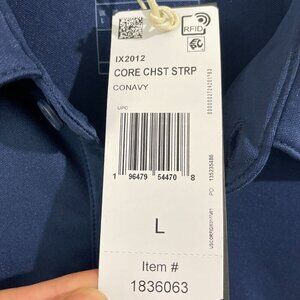 RFID
IX2012
CORE CHST STRP
CONAVY
UPC
1 96479 54470 8
L
Item #
1836063